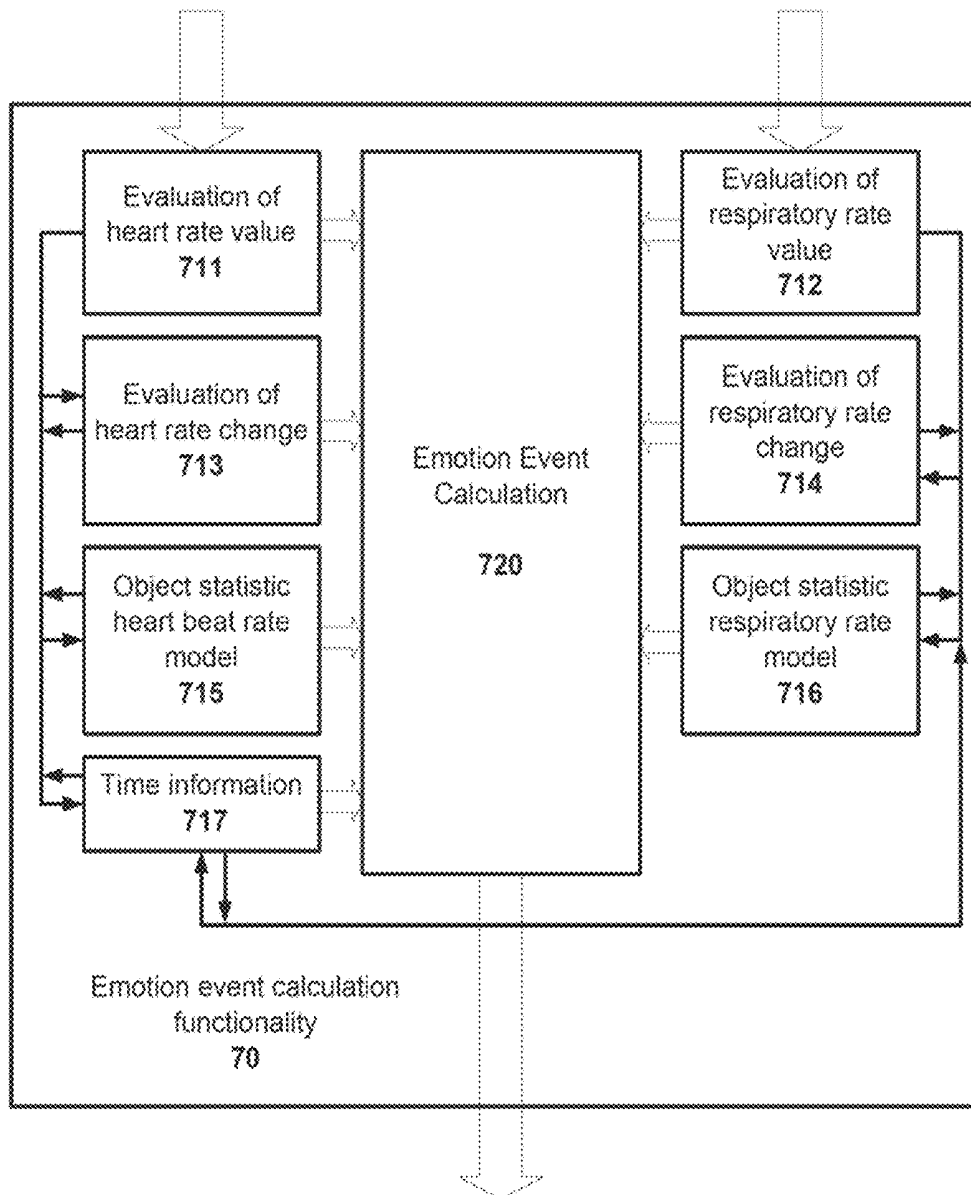 Evaluation of
heart rate value
711
Evaluation of
respiratory rate
value
712
Evaluation of
heart rate change
713
Evaluation of
respiratory rate
change
714
Emotion Event
Calculation
720
Object statistic
heart beat rate
model
715
Object statistic
respiratory rate
model
716
Time information
717
Emotion event calculation
functionality
70